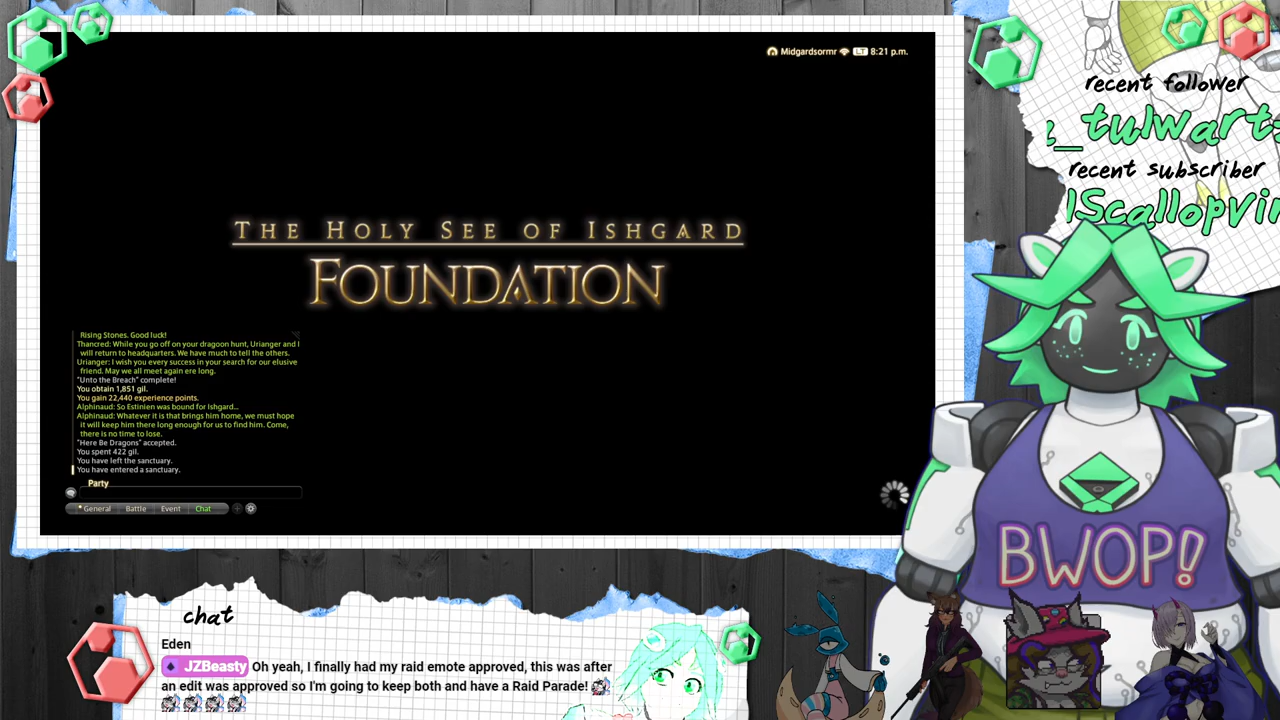 Midgardsormr LT 8:21 p.m.
THE HOLY SEE OF ISHGARD
FOUNDATION
Rising Stones. Good luck!
Thancred: While you go off on your dragoon hunt, Urianger and I
will return to headquarters. We have much to tell the others.
Urianger: I wish you every success in your search for our elusive
friend. May we all meet again ere long.
"Unto the Breach" complete!
You obtain 1,851 gil.
You gain 22,440 experience points.
Alphinaud: So Estinien was bound for Ishgard...
Alphinaud: Whatever it is that brings him home, we must hope
it will keep him there long enough for us to find him. Come,
there is no time to lose.
"Here Be Dragons" accepted.
You spent 422 gil.
You have left the sanctuary.
You have entered a sanctuary.
Party
General Battle Event Chat
recent follower
_tulwart
recent subscriber
lScallopVin
BWOP!
chat
Eden
JZBeasty Oh yeah, I finally had my raid emote approved, this was after
an edit was approved so I'm going to keep both and have a Raid Parade!